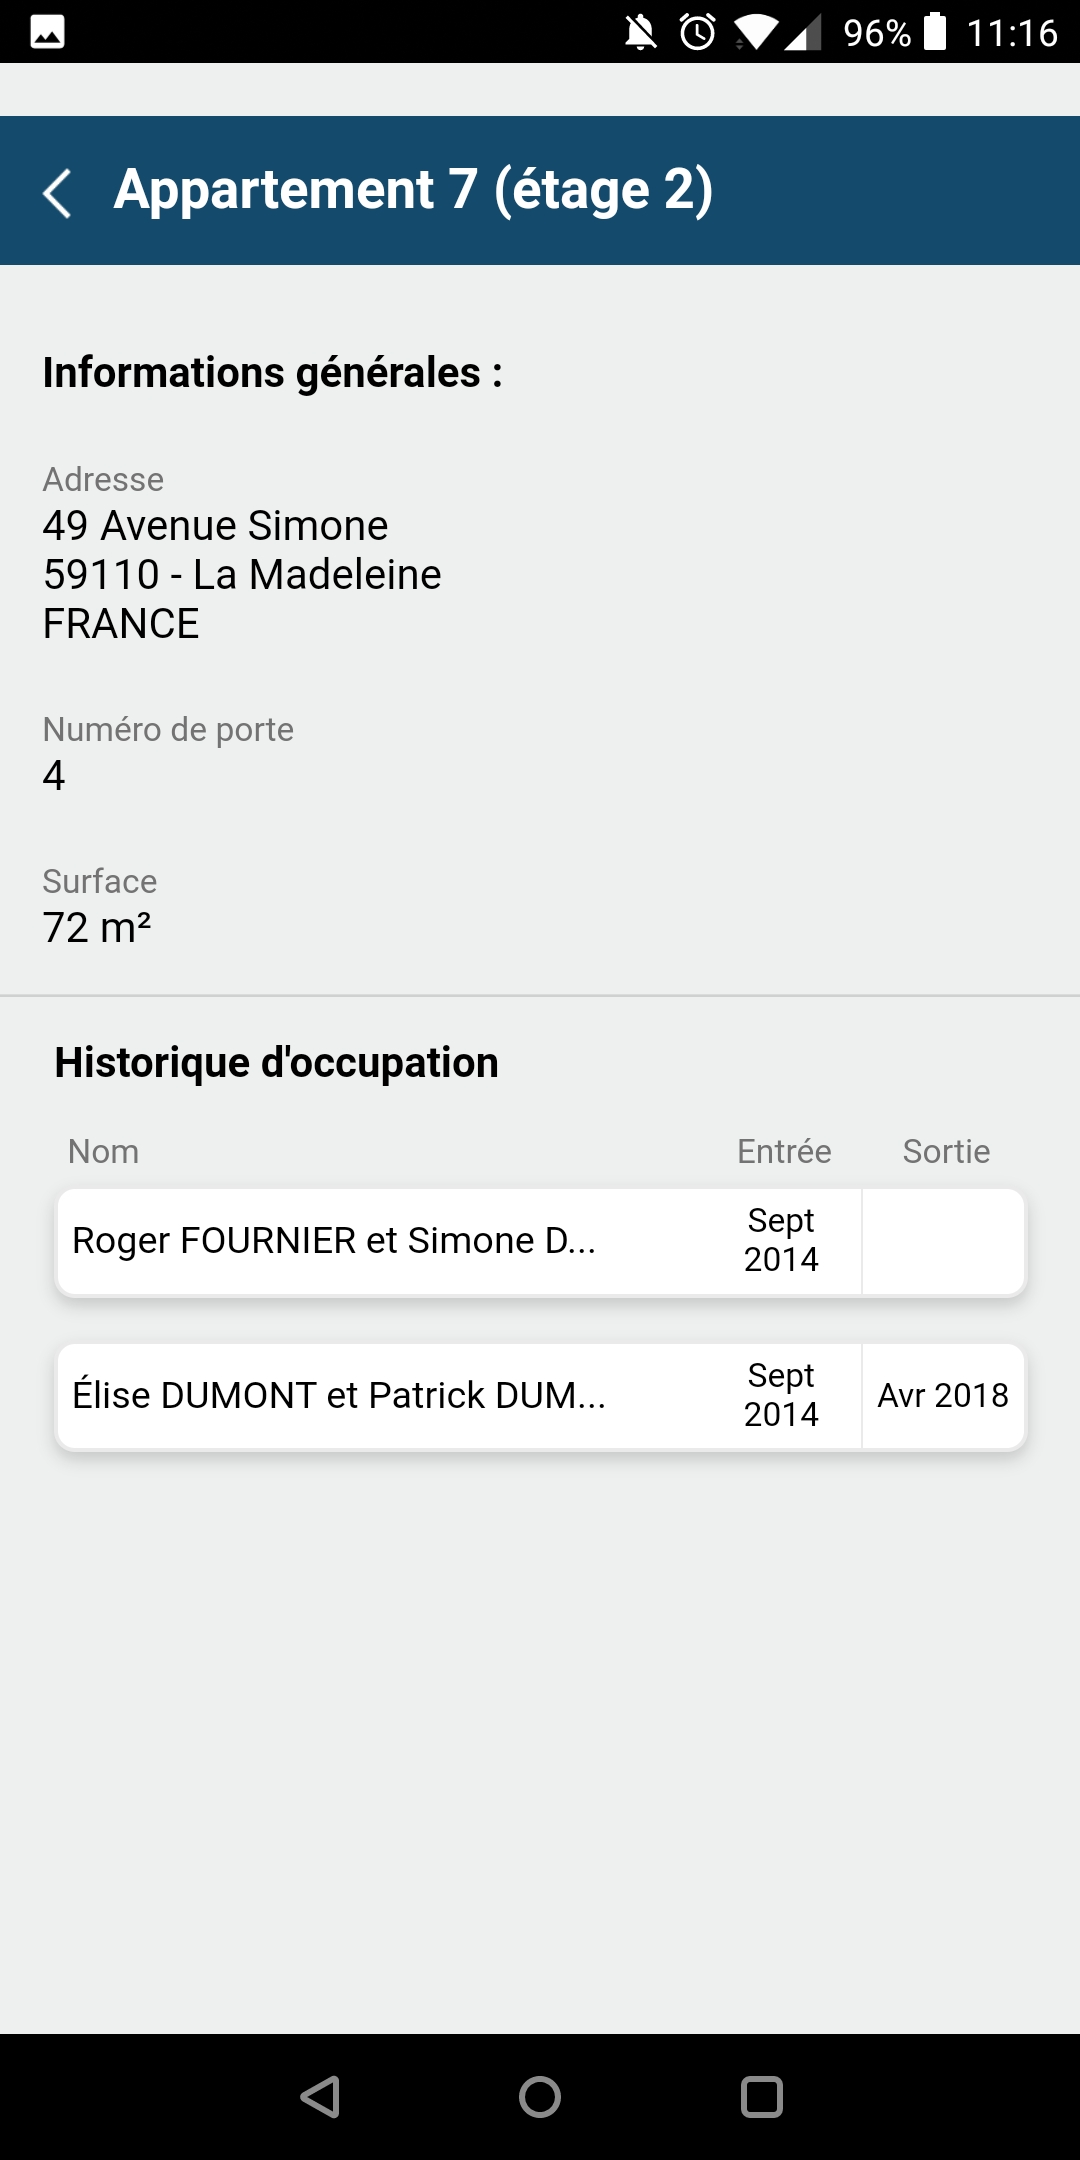 96% 11:16
Appartement 7 (étage 2)
Informations générales :
Adresse
49 Avenue Simone
59110 - La Madeleine
FRANCE
Numéro de porte
4
Surface
72 m²
Historique d'occupation
Nom Entrée Sortie
Roger FOURNIER et Simone D... Sept 2014
Élise DUMONT et Patrick DUM... Sept 2014 Avr 2018